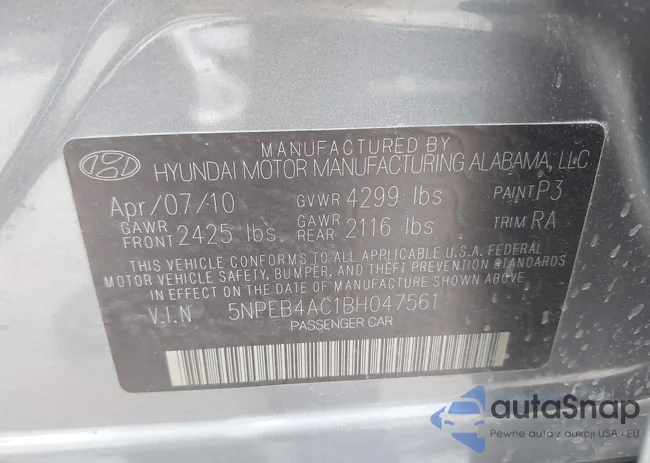 MANUFACTURED BY
HYUNDAI MOTOR MANUFACTURING ALABAMA, LLC
Apr/07/10 GVWR 4299 lbs PAINT P3
GAWR FRONT 2425 lbs GAWR REAR 2116 lbs TRIM RA
THIS VEHICLE CONFORMS TO ALL APPLICABLE U.S.A. FEDERAL
MOTOR VEHICLE SAFETY, BUMPER, AND THEFT PREVENTION STANDARDS
IN EFFECT ON THE DATE OF MANUFACTURE SHOWN ABOVE
V.I.N 5NPEB4AC1BH047561
PASSENGER CAR
autaSnap
Pewne auta z aukcji USA i EU